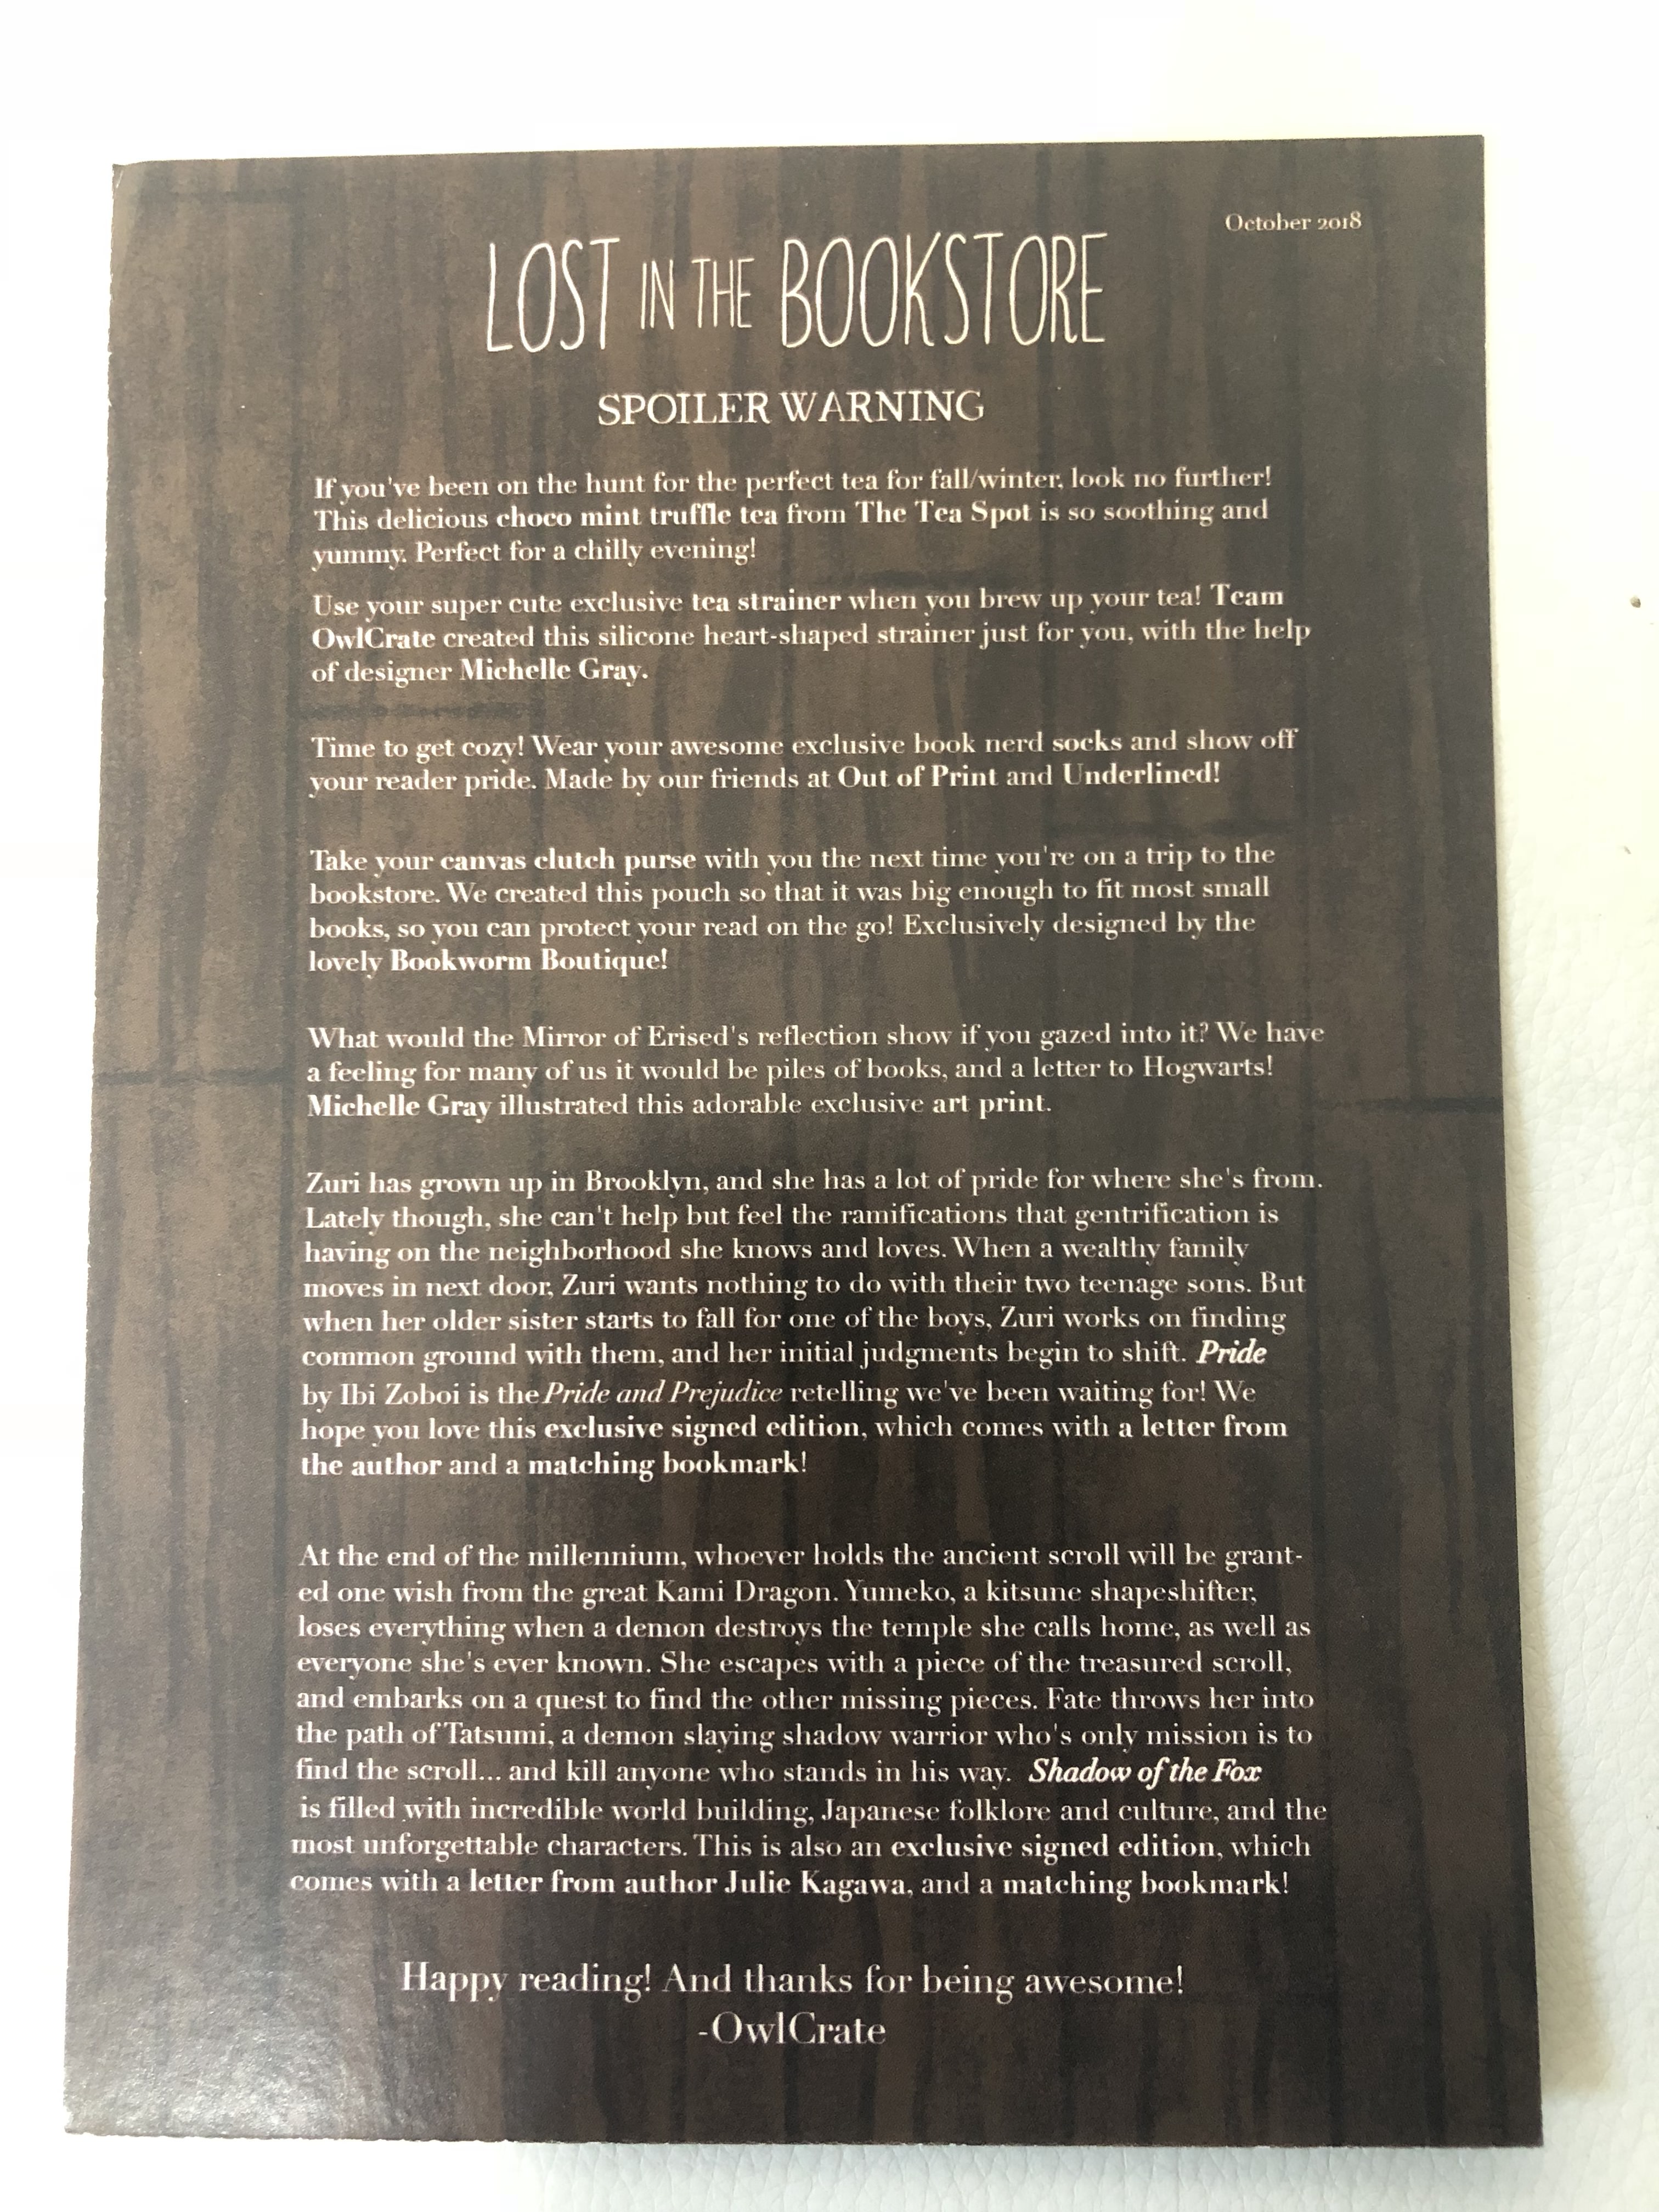 October 2018
LOST IN THE BOOKSTORE
SPOILER WARNING
If you've been on the hunt for the perfect tea for fall/winter, look no further!
This delicious choco mint truffle tea from The Tea Spot is so soothing and
yummy. Perfect for a chilly evening!
Use your super cute exclusive tea strainer when you brew up your tea! Team
OwlCrate created this silicone heart-shaped strainer just for you, with the help
of designer Michelle Gray.
Time to get cozy! Wear your awesome exclusive book nerd socks and show off
your reader pride. Made by our friends at Out of Print and Underlined!
Take your canvas clutch purse with you the next time you're on a trip to the
bookstore. We created this pouch so that it was big enough to fit most small
books, so you can protect your read on the go! Exclusively designed by the
lovely Bookworm Boutique!
What would the Mirror of Erised's reflection show if you gazed into it? We have
a feeling for many of us it would be piles of books, and a letter to Hogwarts!
Michelle Gray illustrated this adorable exclusive art print.
Zuri has grown up in Brooklyn, and she has a lot of pride for where she's from.
Lately though, she can't help but feel the ramifications that gentrification is
having on the neighborhood she knows and loves. When a wealthy family
moves in next door, Zuri wants nothing to do with their two teenage sons. But
when her older sister starts to fall for one of the boys, Zuri works on finding
common ground with them, and her initial judgments begin to shift. Pride
by Ibi Zoboi is the Pride and Prejudice retelling we've been waiting for! We
hope you love this exclusive signed edition, which comes with a letter from
the author and a matching bookmark!
At the end of the millennium, whoever holds the ancient scroll will be grant-
ed one wish from the great Kami Dragon. Yumeko, a kitsune shapeshifter,
loses everything when a demon destroys the temple she calls home, as well as
everyone she's ever known. She escapes with a piece of the treasured scroll,
and embarks on a quest to find the other missing pieces. Fate throws her into
the path of Tatsumi, a demon slaying shadow warrior who's only mission is to
find the scroll... and kill anyone who stands in his way. Shadow of the Fox
is filled with incredible world building, Japanese folklore and culture, and the
most unforgettable characters. This is also an exclusive signed edition, which
comes with a letter from author Julie Kagawa, and a matching bookmark!
Happy reading! And thanks for being awesome!
-OwlCrate